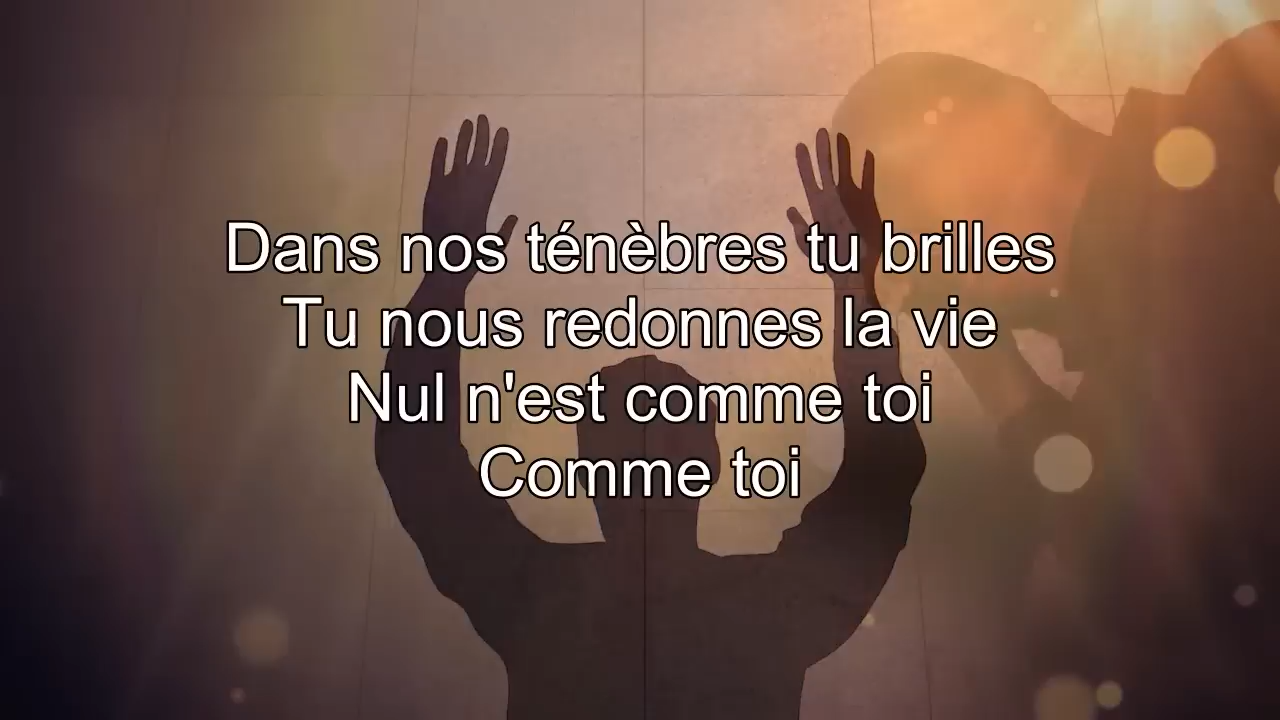 Dans nos ténèbres tu brilles
Tu nous redonnes la vie
Nul n'est comme toi
Comme toi